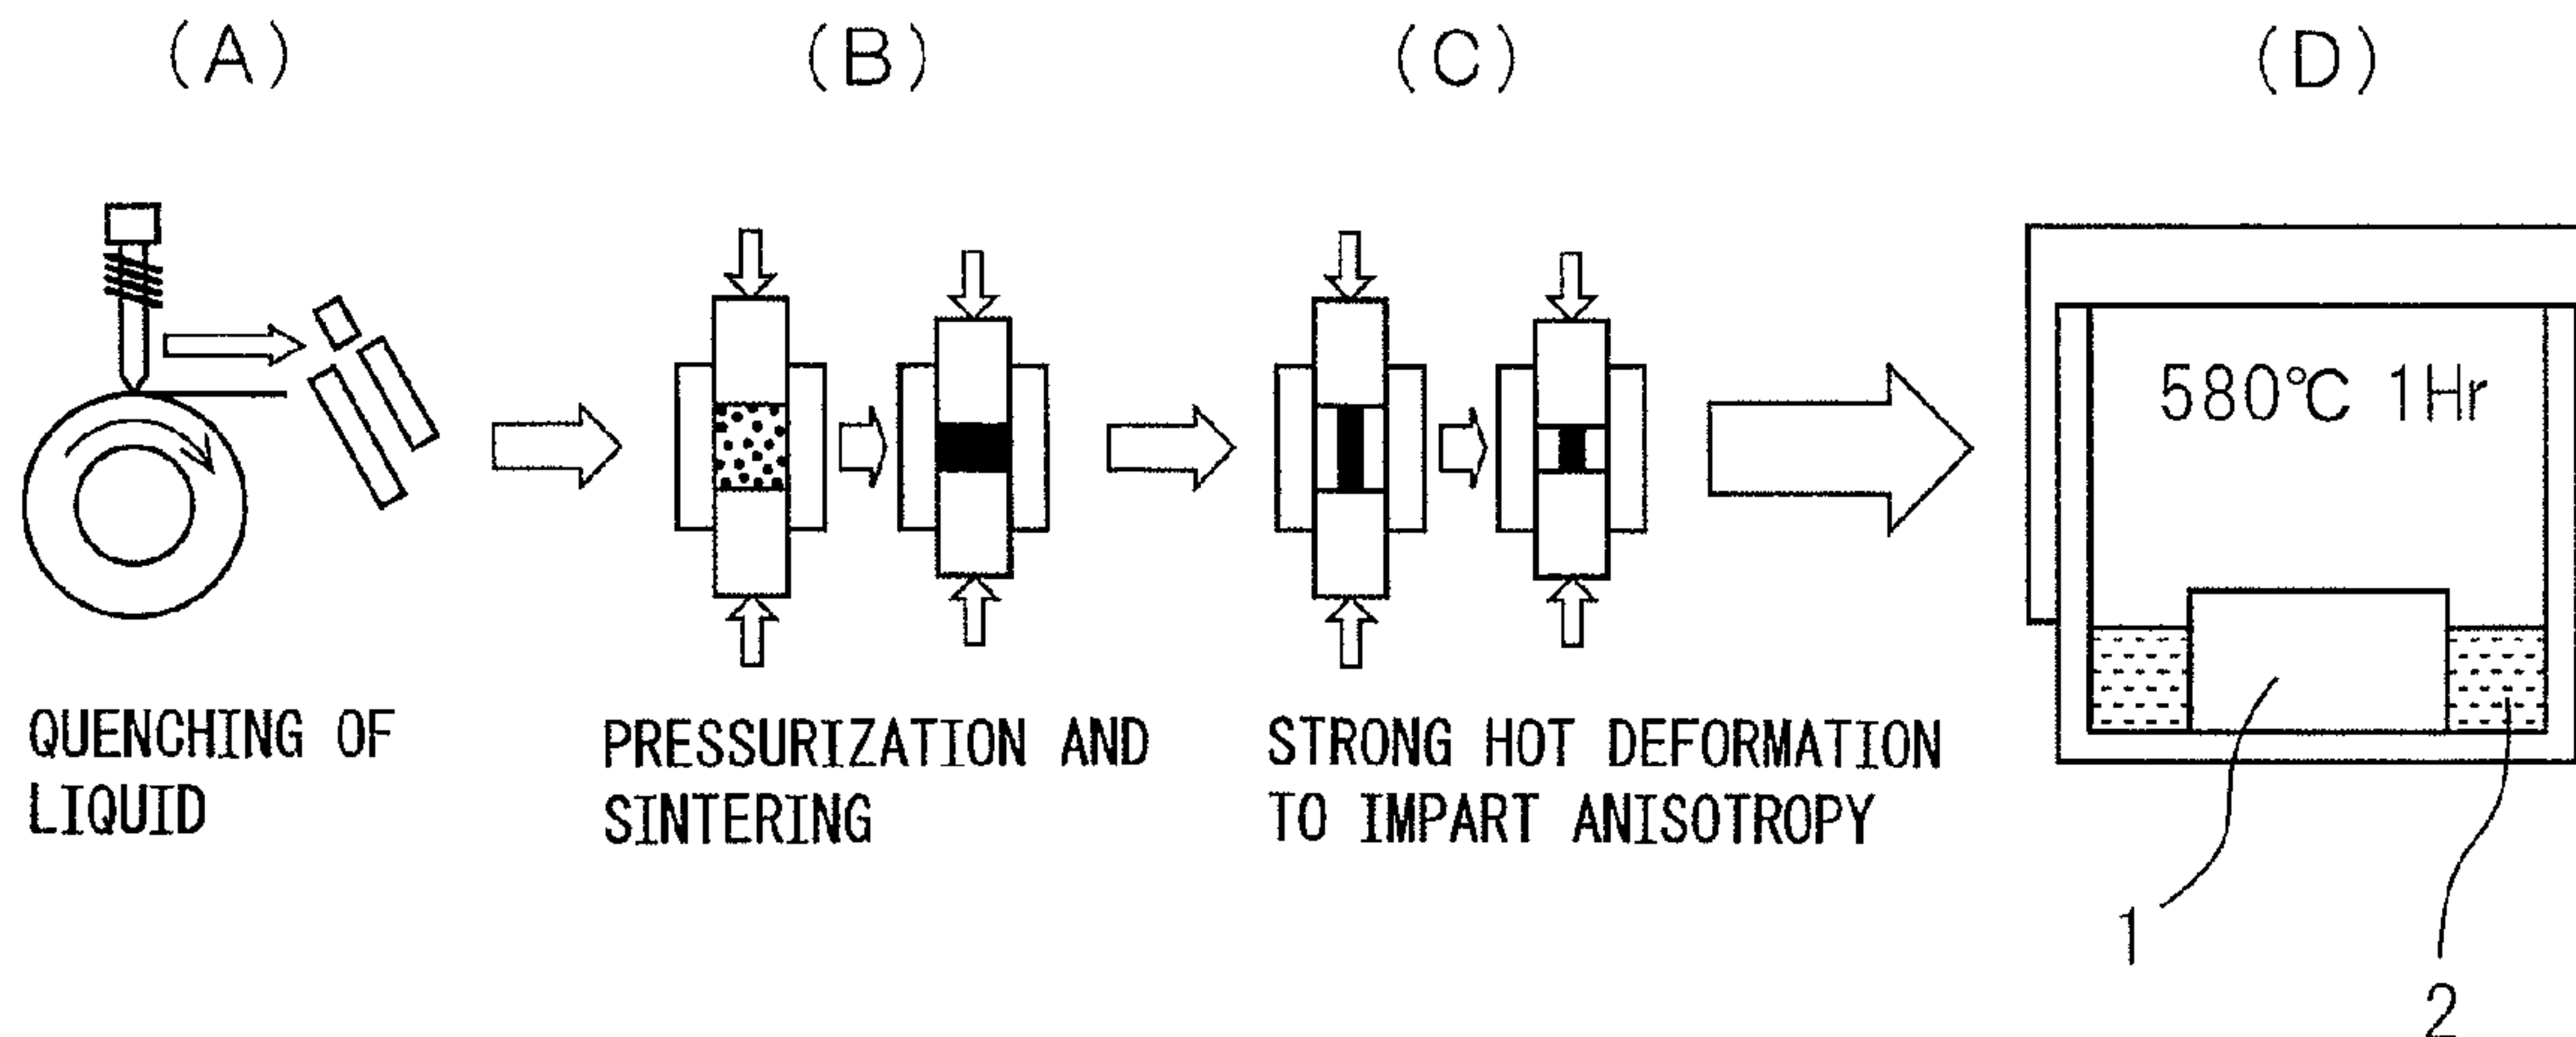 (A) (B) (C) (D)
580℃ 1Hr
QUENCHING OF
LIQUID
PRESSURIZATION AND
SINTERING
STRONG HOT DEFORMATION
TO IMPART ANISOTROPY
1
2